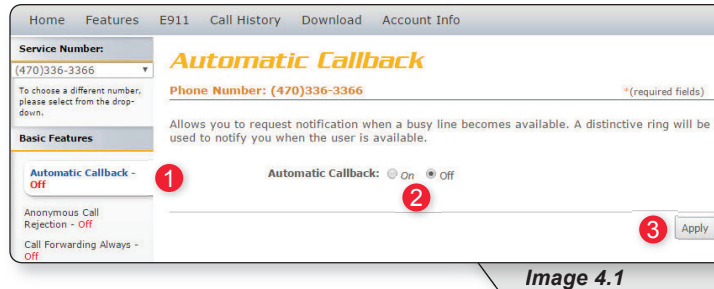 Home Features E911 Call History Download Account Info
Service Number:
(470)336-3366
To choose a different number,
please select from the drop-
down.
Basic Features
Automatic Callback -
Off
Anonymous Call
Rejection - Off
Call Forwarding Always -
Off
Automatic Callback
Phone Number: (470)336-3366 *(required fields)
Allows you to request notification when a busy line becomes available. A distinctive ring will be
used to notify you when the user is available.
1
Automatic Callback: On Off
2
3 Apply
Image 4.1